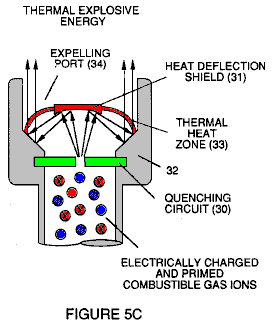 THERMAL EXPLOSIVE
ENERGY
EXPELLING
PORT (34)
HEAT DEFLECTION
SHIELD (31)
THERMAL
HEAT
ZONE (33)
32
QUENCHING
CIRCUIT (30)
ELECTRICALLY CHARGED
AND PRIMED
COMBUSTIBLE GAS IONS
FIGURE 5C